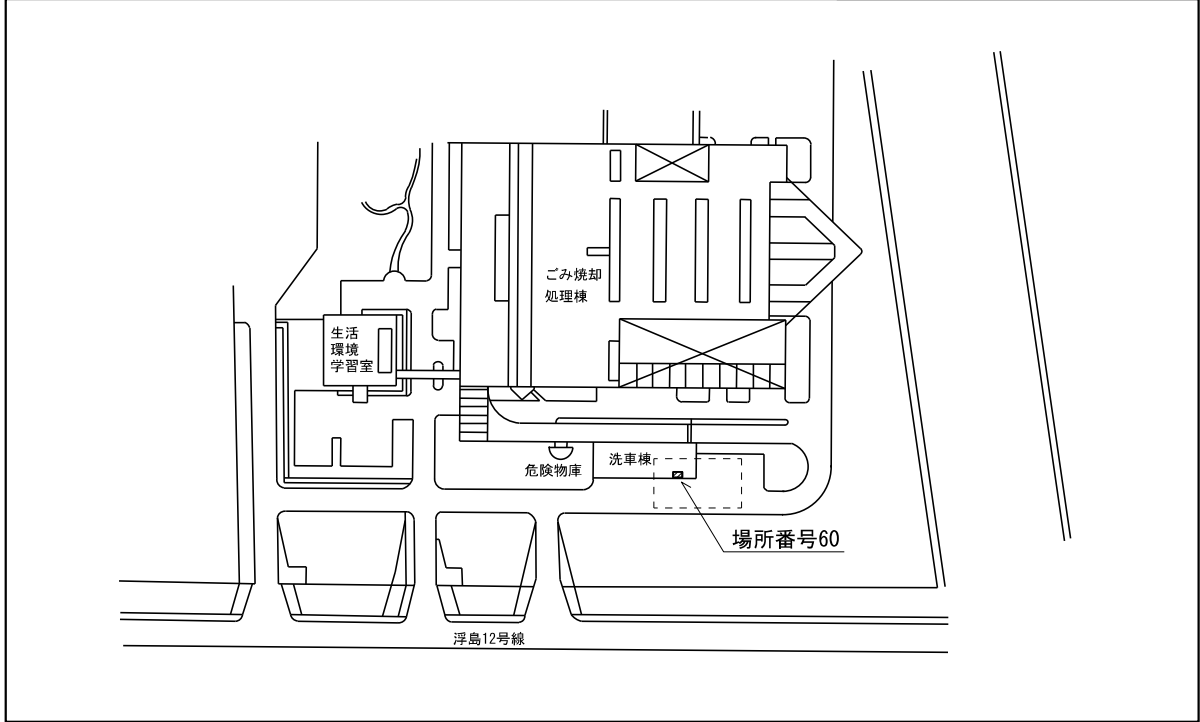 ごみ焼却
処理棟
生活
環境
学習室
洗車棟
危険物庫
場所番号60
浮島12号線